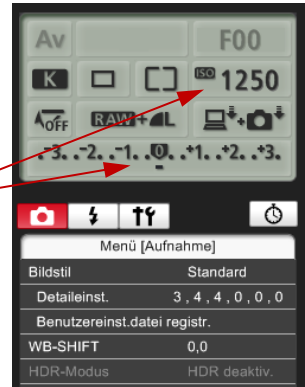 Av F00
K ISO 1250
OFF RAW+L
-3..-2..-1..0..+1..+2..+3.
Menü [Aufnahme]
Bildstil Standard
Detaileinst. 3,4,4,0,0,0
Benutzereinst.datei registr.
WB-SHIFT 0,0
HDR-Modus HDR deaktiv.